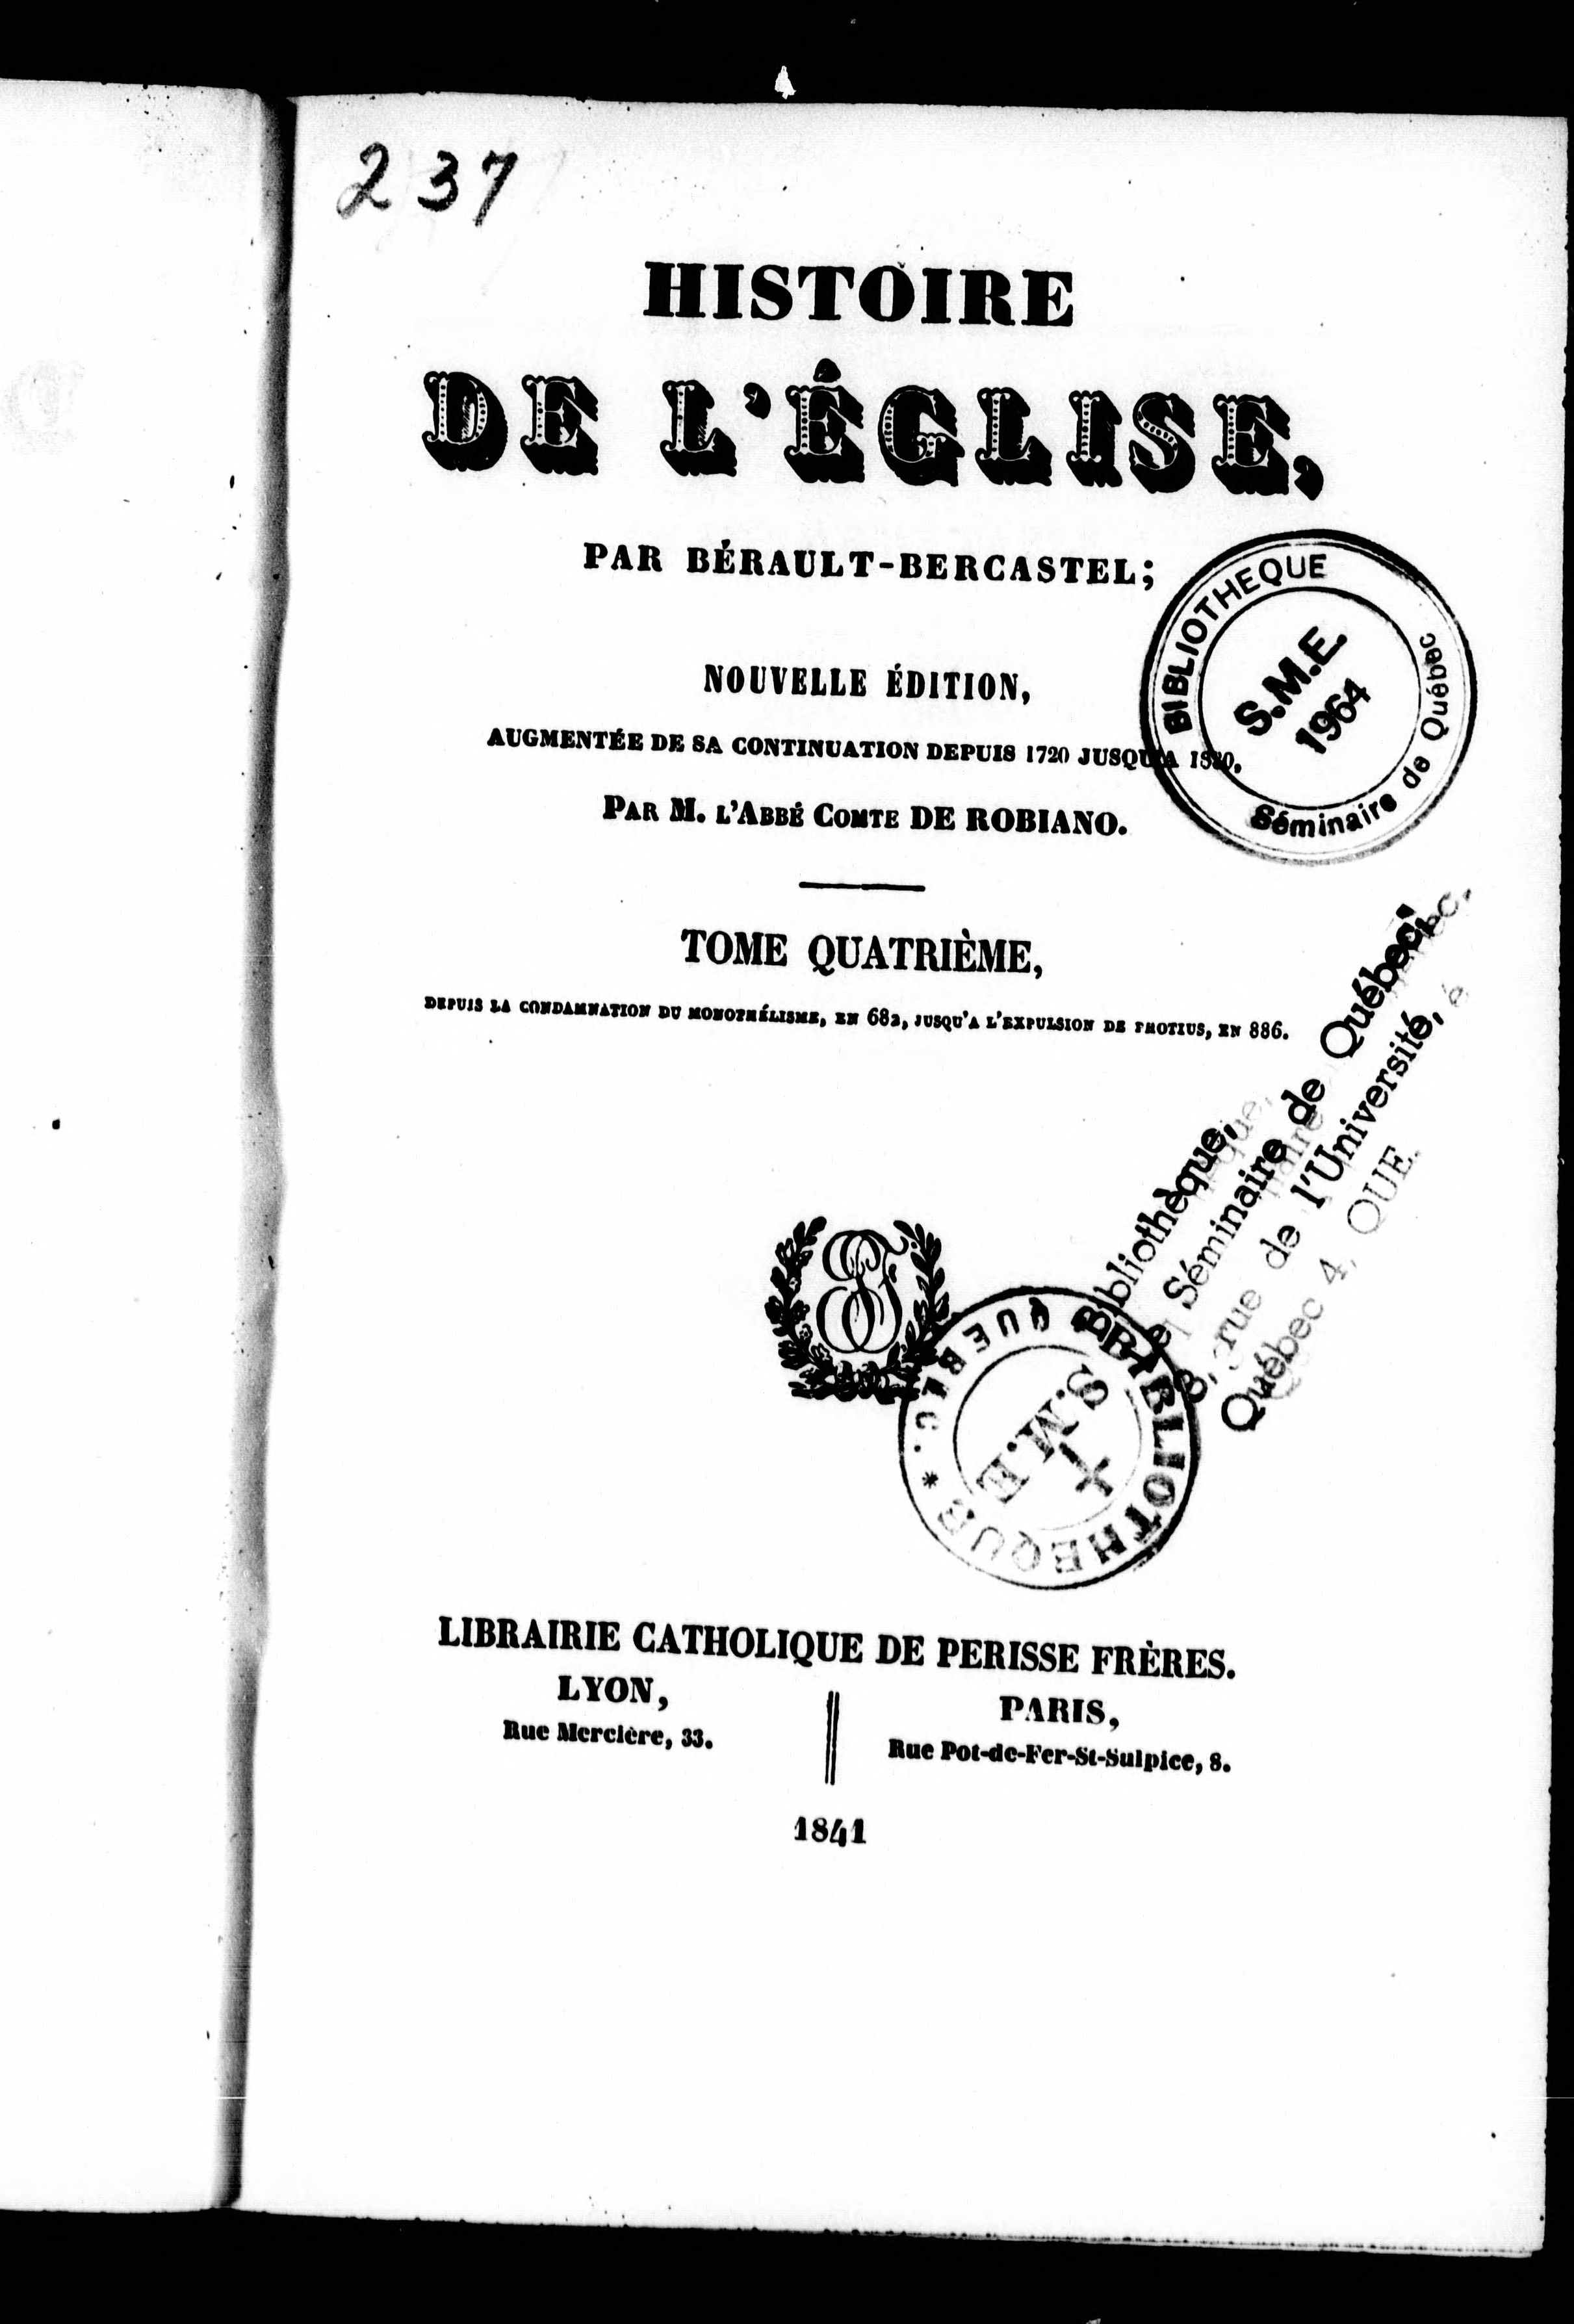 237
HISTOIRE
DE L'ÉGLISE,
PAR BÉRAULT-BERCASTEL;
NOUVELLE ÉDITION,
AUGMENTÉE DE SA CONTINUATION DEPUIS 1720 JUSQU'A 1830,
PAR M. L'ABBÉ COMTE DE ROBIANO.
BIBLIOTHEQUE
S.M.E.
1964
Séminaire de Québec
TOME QUATRIÈME,
DEPUIS LA CONDAMNATION DU MONOTHÉLISME, EN 682, JUSQU'A L'EXPULSION DE PHOTIUS, EN 886.
Bibliothèque,
Le Séminaire de Québec,
3, rue de l'Université,
Québec 4, QUE.
BIBLIOTHEQUE * QUEBEC.
S.M.E
LIBRAIRIE CATHOLIQUE DE PERISSE FRÈRES.
LYON,
Rue Mercière, 33.
PARIS,
Rue Pot-de-Fer-St-Sulpice, 8.
1841